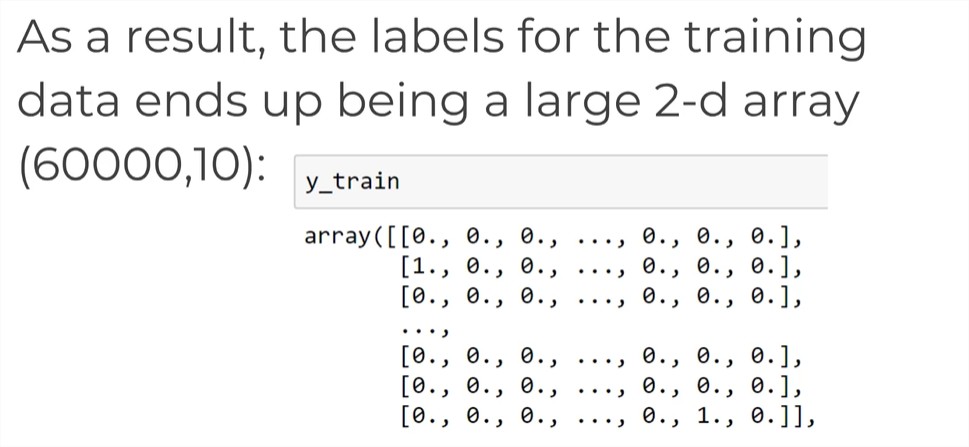 As a result, the labels for the training
data ends up being a large 2-d array
(60000,10):
y_train
array([[0., 0., 0., ..., 0., 0., 0.],
[1., 0., 0., ..., 0., 0., 0.],
[0., 0., 0., ..., 0., 0., 0.],
...,
[0., 0., 0., ..., 0., 0., 0.],
[0., 0., 0., ..., 0., 0., 0.],
[0., 0., 0., ..., 0., 1., 0.]],